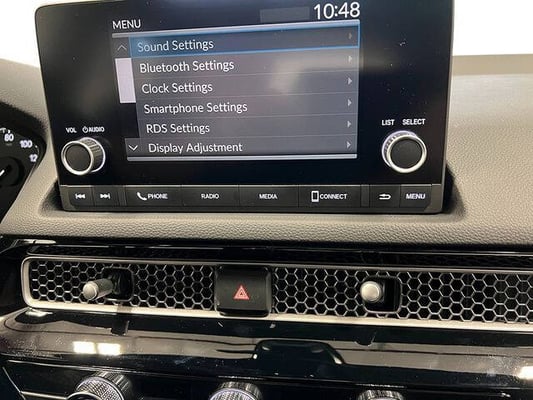 10:48
MENU
Sound Settings
Bluetooth Settings
Clock Settings
Smartphone Settings
RDS Settings
Display Adjustment
VOL AUDIO
LIST SELECT
PHONE RADIO MEDIA CONNECT MENU
80
100
12